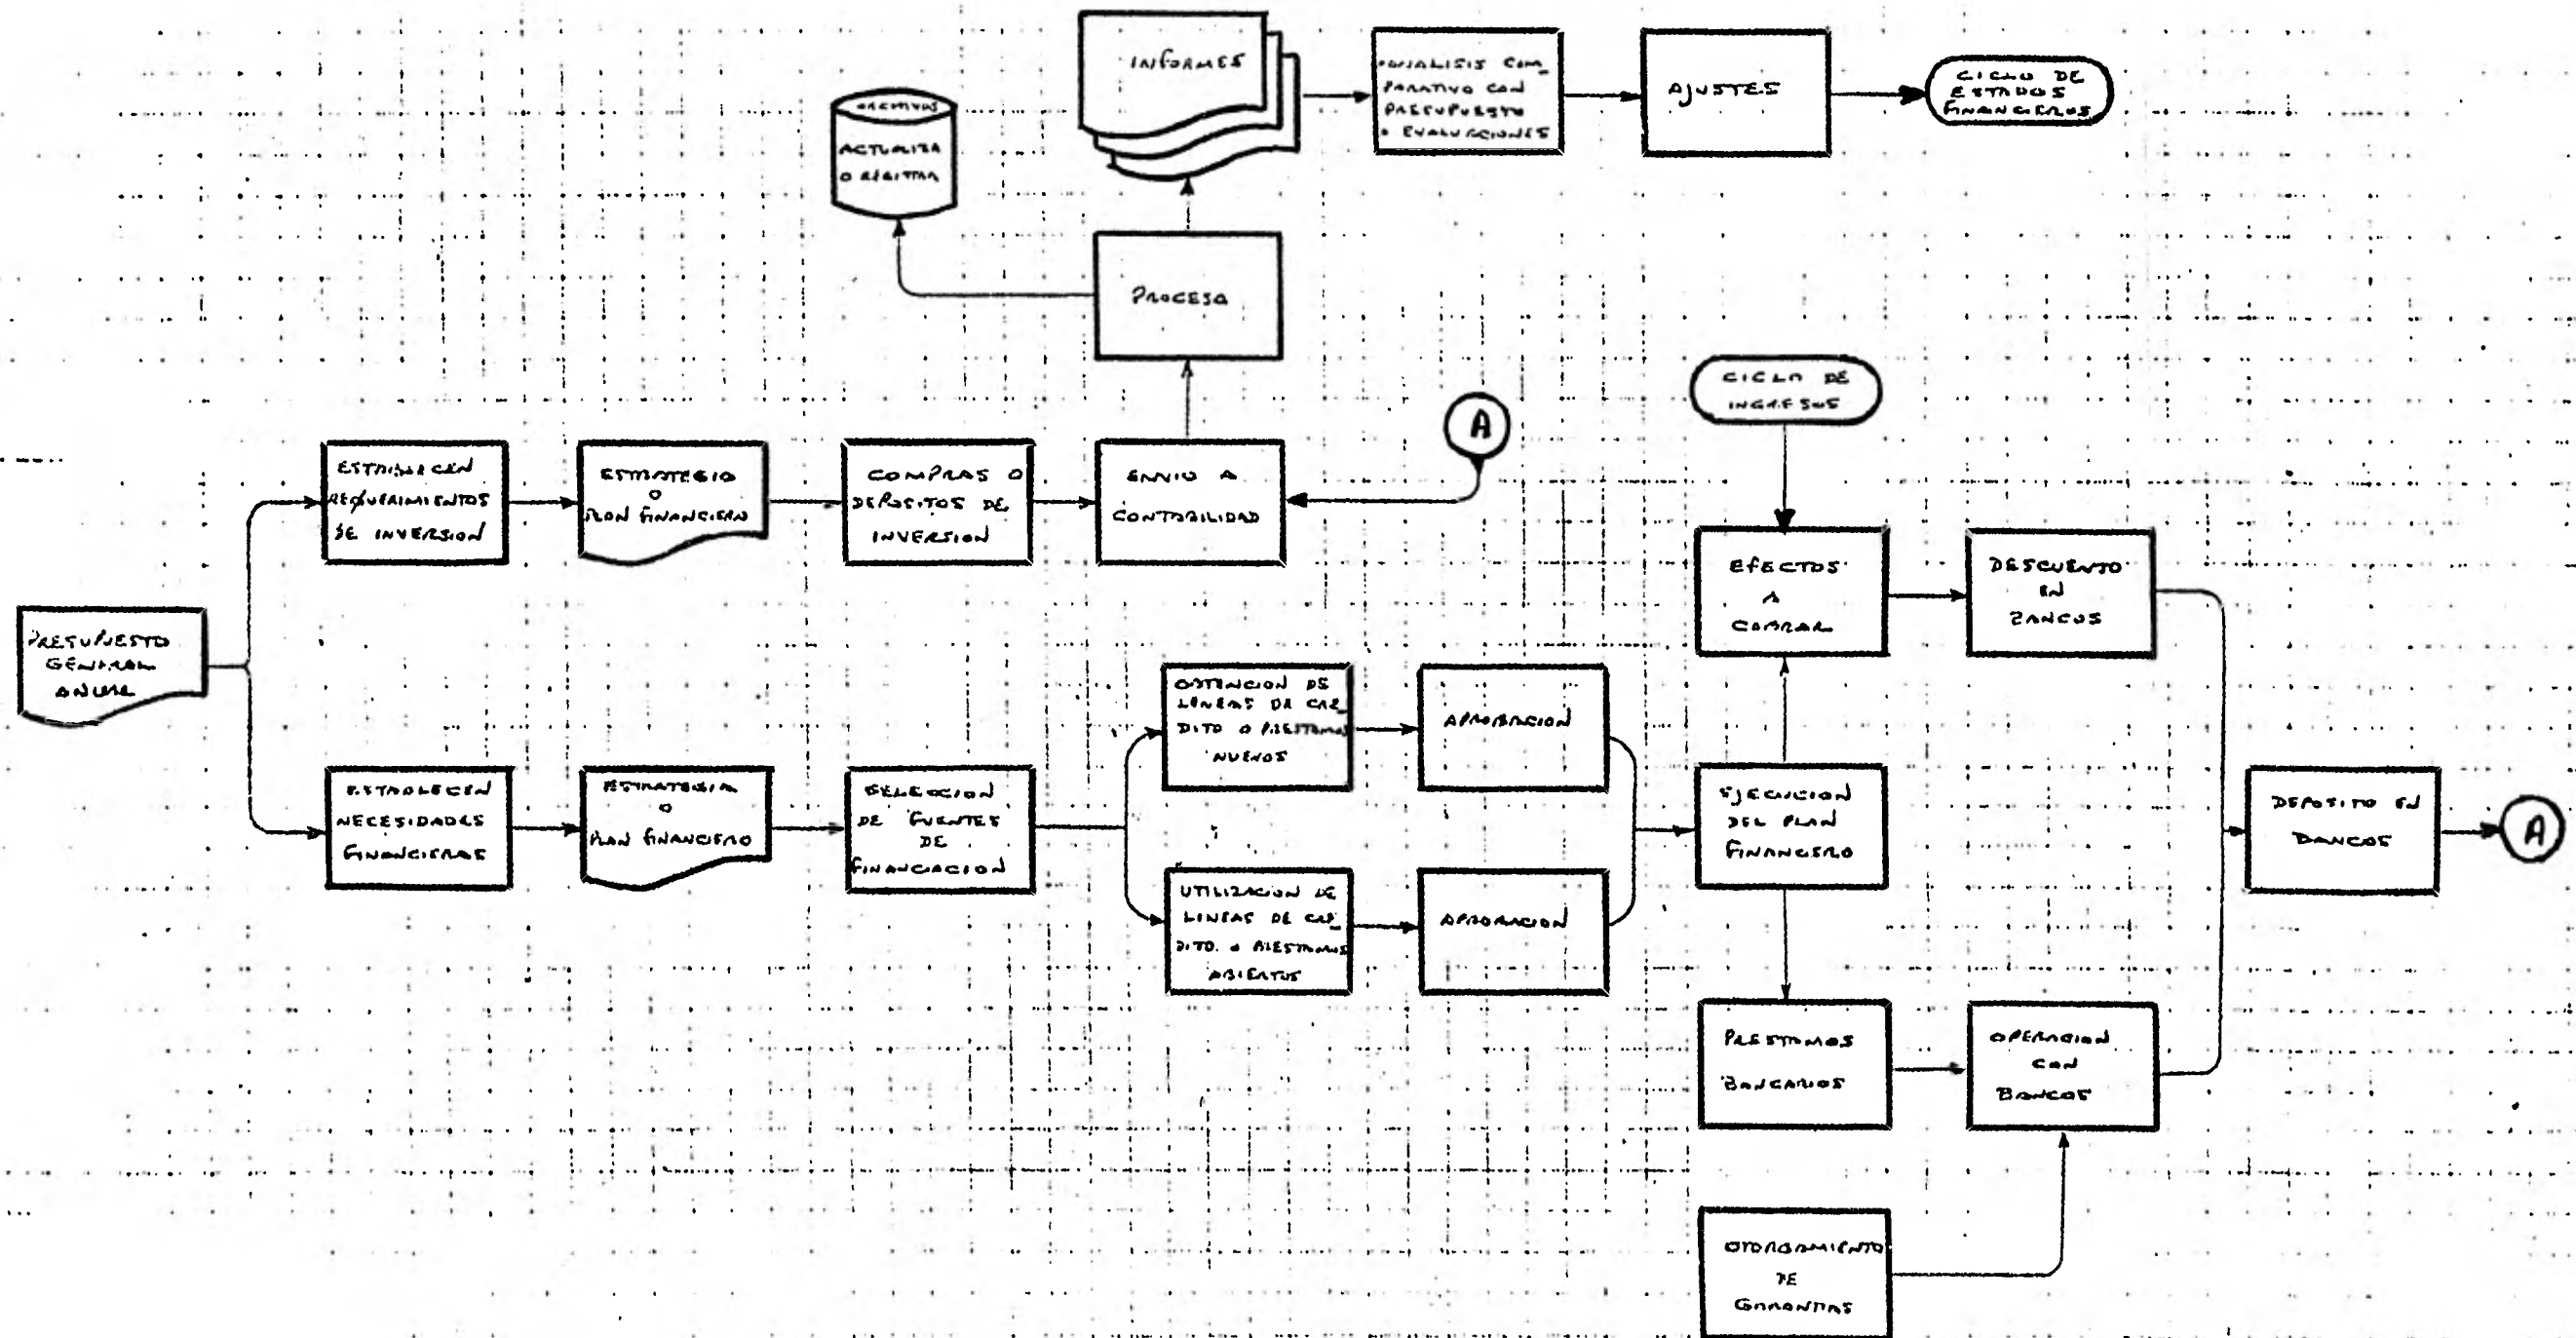 INFORMES
ANALISIS COM_
PARATIVO CON
PRESUPUESTO
O EVALUACIONES
AJUSTES
CICLO DE
ESTADOS
FINANCIEROS
ARCHIVOS
ACTUALIZA
O REGISTRA
PROCESA
CICLO DE
INGRESOS
A
ESTABLECEN
REQUERIMIENTOS
DE INVERSION
ESTRATEGIA
O
PLAN FINANCIERO
COMPRAS O
DEPOSITOS DE
INVERSION
ENVIO A
CONTABILIDAD
EFECTOS
A
COBRAR
DESCUENTO
EN
BANCOS
PRESUPUESTO
GENERAL
ANUAL
OBTENCION DE
LINEAS DE CRE_
DITO O PRESTAMOS
NUEVOS
APROBACION
ESTABLECEN
NECESIDADES
FINANCIERAS
ESTRATEGIA
O
PLAN FINANCIERO
SELECCION
DE FUENTES
DE
FINANCIACION
EJECUCION
DEL PLAN
FINANCIERO
DEPOSITO EN
BANCOS
A
UTILIZACION DE
LINEAS DE CRE_
DITO O PRESTAMOS
ABIERTOS
APROBACION
PRESTAMOS
BANCARIOS
OPERACION
CON
BANCOS
OTORGAMIENTO
DE
GARANTIAS